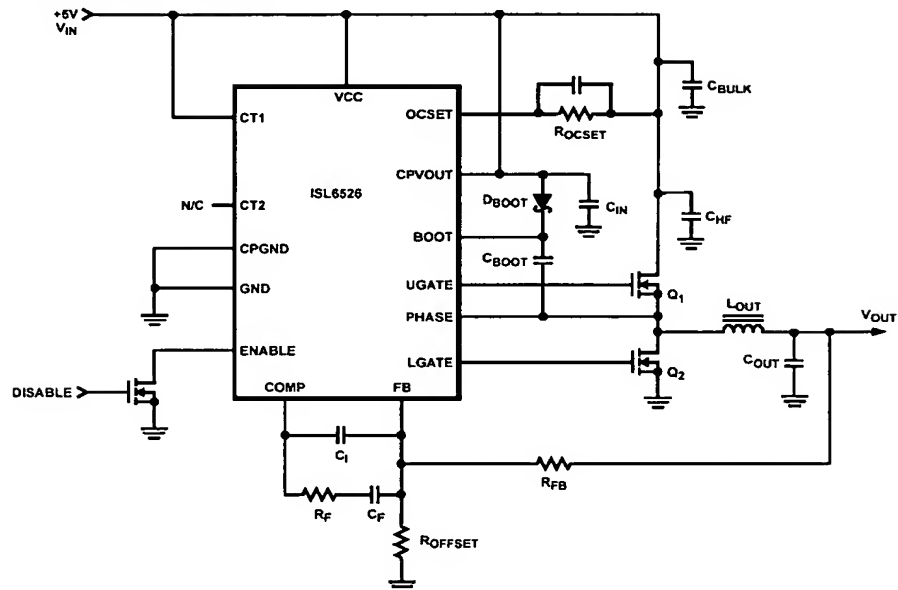 +5V
VIN
VCC
CT1
OCSET
ROCSET
CBULK
CPVOUT
ISL6526
DBOOT
CIN
N/C
CT2
CHF
CPGND
BOOT
CBOOT
GND
UGATE
Q1
PHASE
LOUT
VOUT
ENABLE
LGATE
Q2
COUT
DISABLE
COMP
FB
CI
RFB
RF
CF
ROFFSET